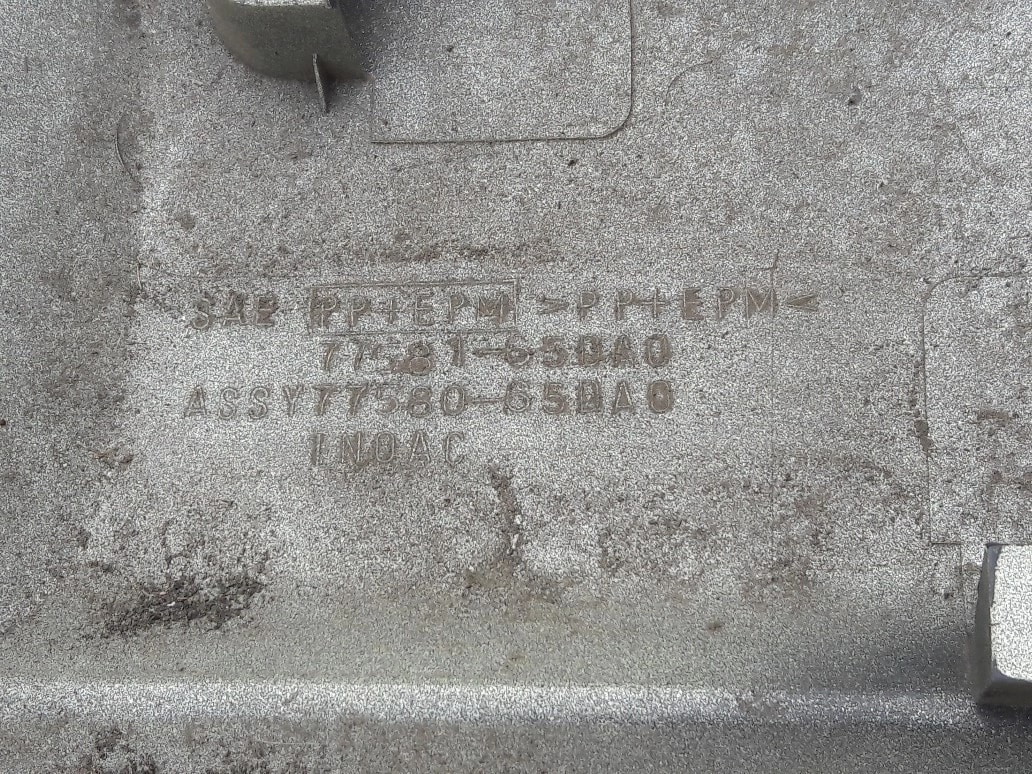 SAE PP+EPM >PP+EPM<
77581-65DA0
ASSY77580-65DA0
INOAC